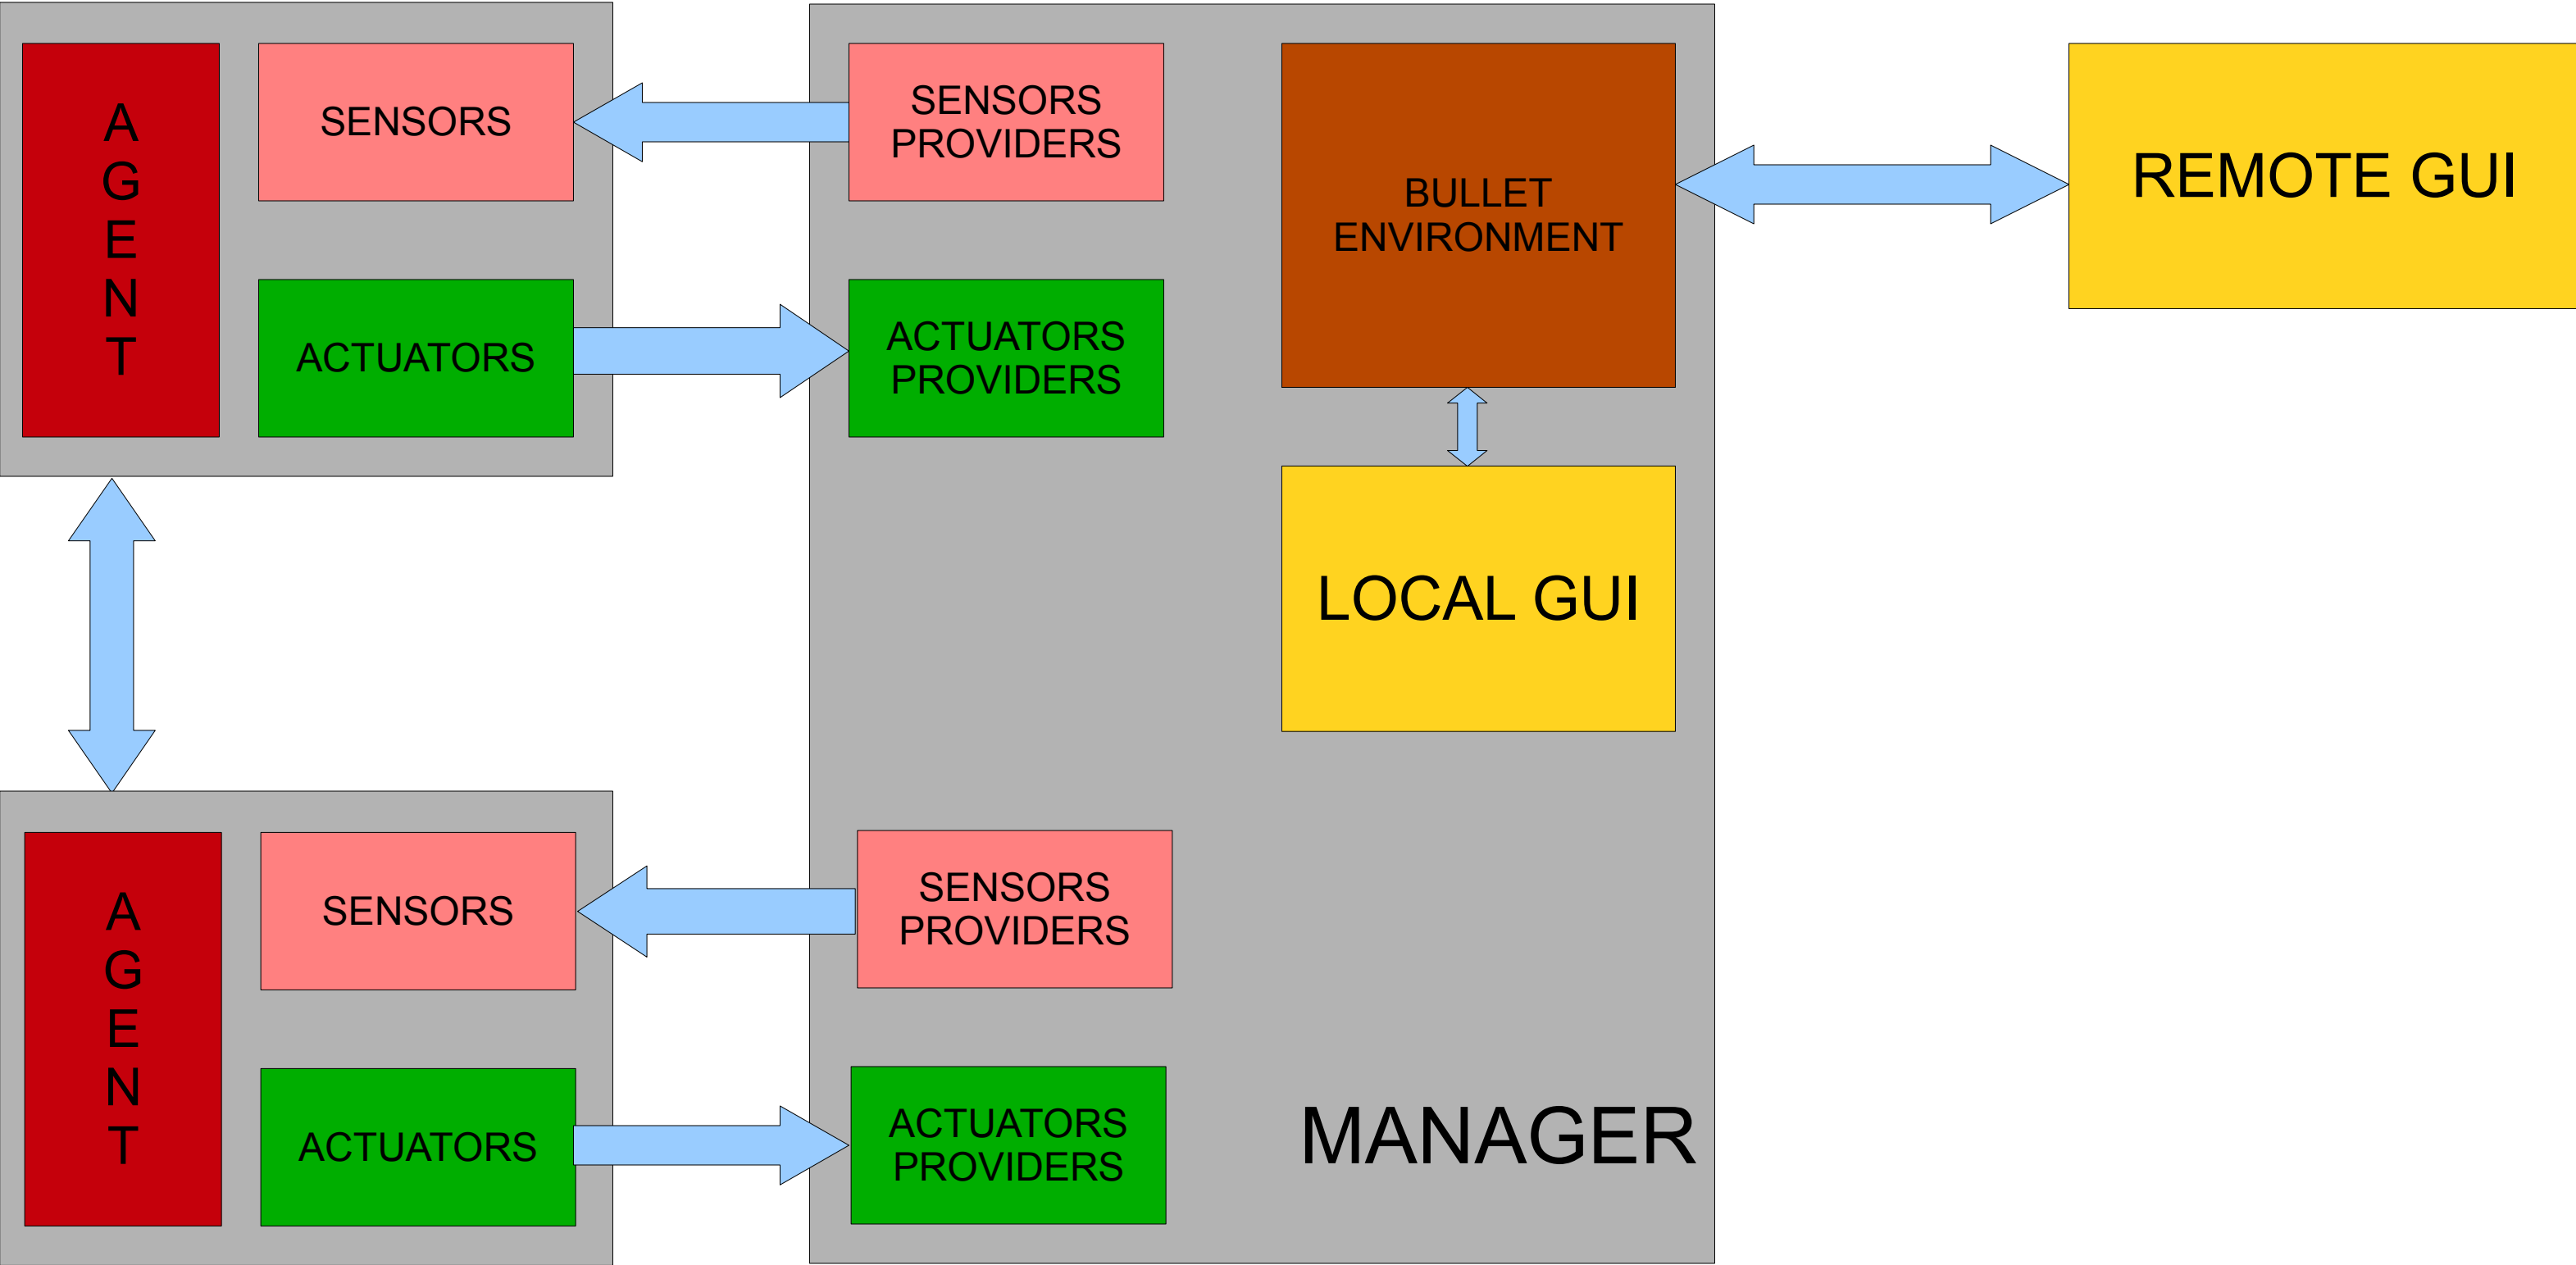 A
G
E
N
T
SENSORS
ACTUATORS
SENSORS
PROVIDERS
ACTUATORS
PROVIDERS
BULLET
ENVIRONMENT
LOCAL GUI
REMOTE GUI
A
G
E
N
T
SENSORS
ACTUATORS
SENSORS
PROVIDERS
ACTUATORS
PROVIDERS
MANAGER